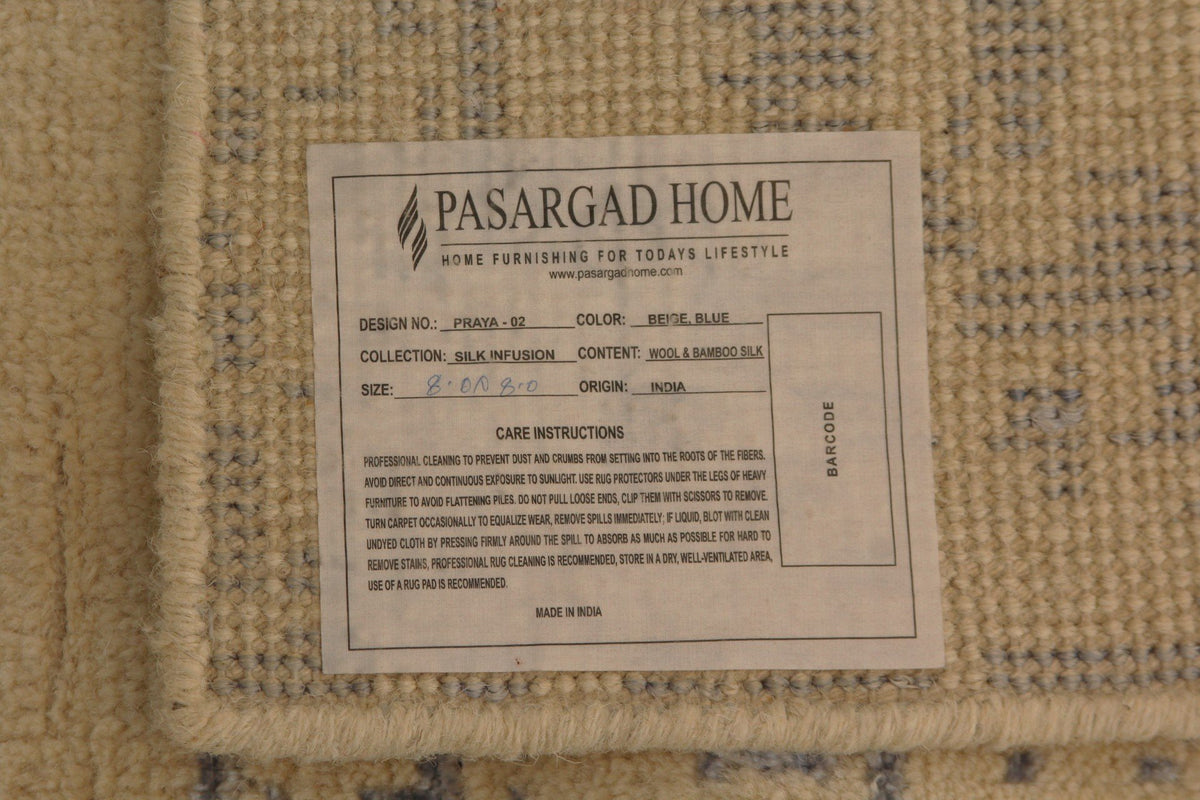 PASARGAD HOME
HOME FURNISHING FOR TODAYS LIFESTYLE
www.pasargadhome.com
DESIGN NO.: PRAYA - 02 COLOR: BEIGE, BLUE
COLLECTION: SILK INFUSION CONTENT: WOOL & BAMBOO SILK
SIZE: 8.0 8.0 ORIGIN: INDIA
BARCODE
CARE INSTRUCTIONS
PROFESSIONAL CLEANING TO PREVENT DUST AND CRUMBS FROM SETTING INTO THE ROOTS OF THE FIBERS.
AVOID DIRECT AND CONTINUOUS EXPOSURE TO SUNLIGHT. USE RUG PROTECTORS UNDER THE LEGS OF HEAVY
FURNITURE TO AVOID FLATTENING PILES. DO NOT PULL LOOSE ENDS, CLIP THEM WITH SCISSORS TO REMOVE.
TURN CARPET OCCASIONALLY TO EQUALIZE WEAR, REMOVE SPILLS IMMEDIATELY; IF LIQUID, BLOT WITH CLEAN
UNDYED CLOTH BY PRESSING FIRMLY AROUND THE SPILL TO ABSORB AS MUCH AS POSSIBLE FOR HARD TO
REMOVE STAINS, PROFESSIONAL RUG CLEANING IS RECOMMENDED, STORE IN A DRY, WELL-VENTILATED AREA,
USE OF A RUG PAD IS RECOMMENDED.
MADE IN INDIA